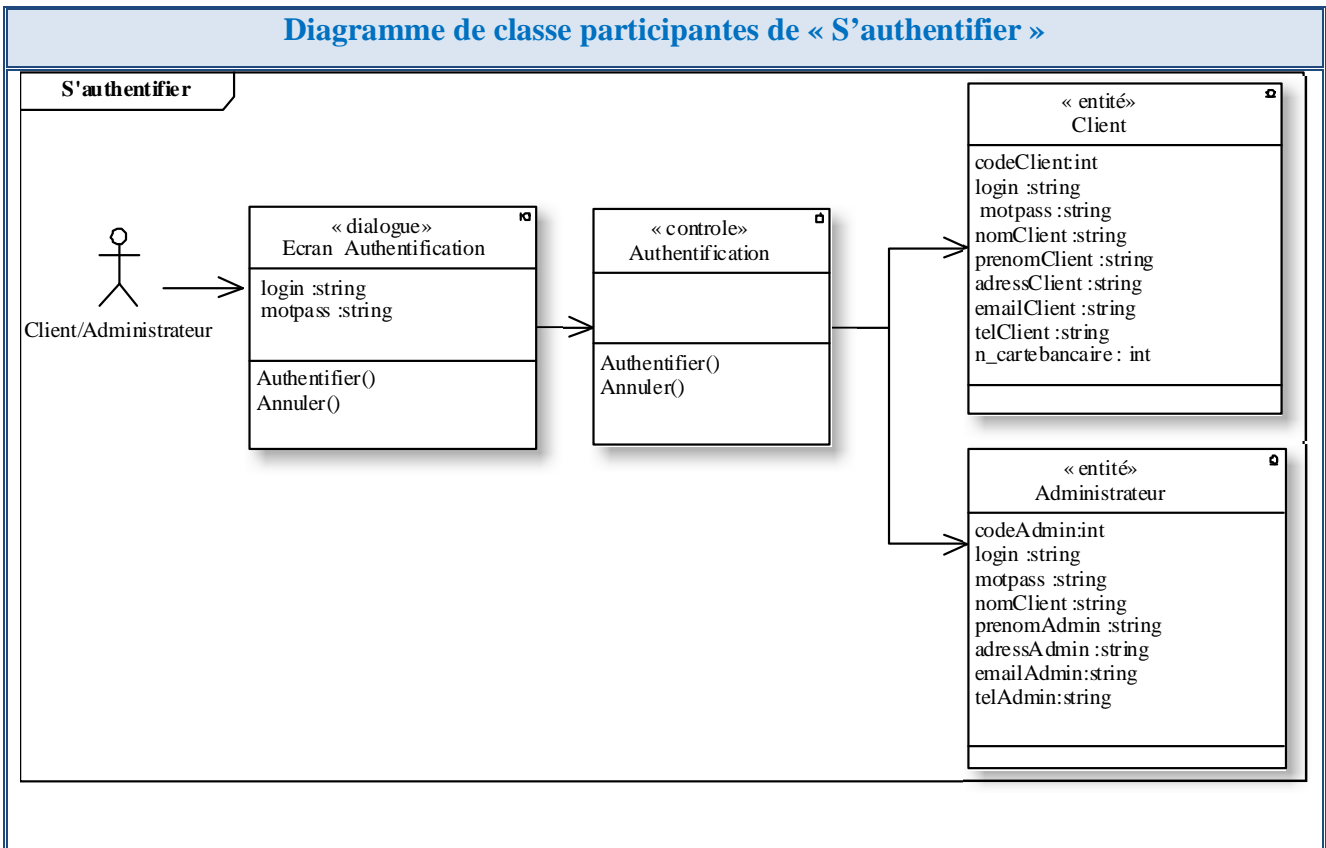 Diagramme de classe participantes de « S’authentifier »
S'authentifier
Client/Administrateur
« dialogue»
Ecran Authentification
login :string
motpass :string
Authentifier()
Annuler()
« controle»
Authentification
Authentifier()
Annuler()
« entité»
Client
codeClient:int
login :string
motpass :string
nomClient :string
prenomClient :string
adressClient :string
emailClient :string
telClient :string
n_cartebancaire : int
« entité»
Administrateur
codeAdmin:int
login :string
motpass :string
nomClient :string
prenomAdmin :string
adressAdmin :string
emailAdmin:string
telAdmin:string